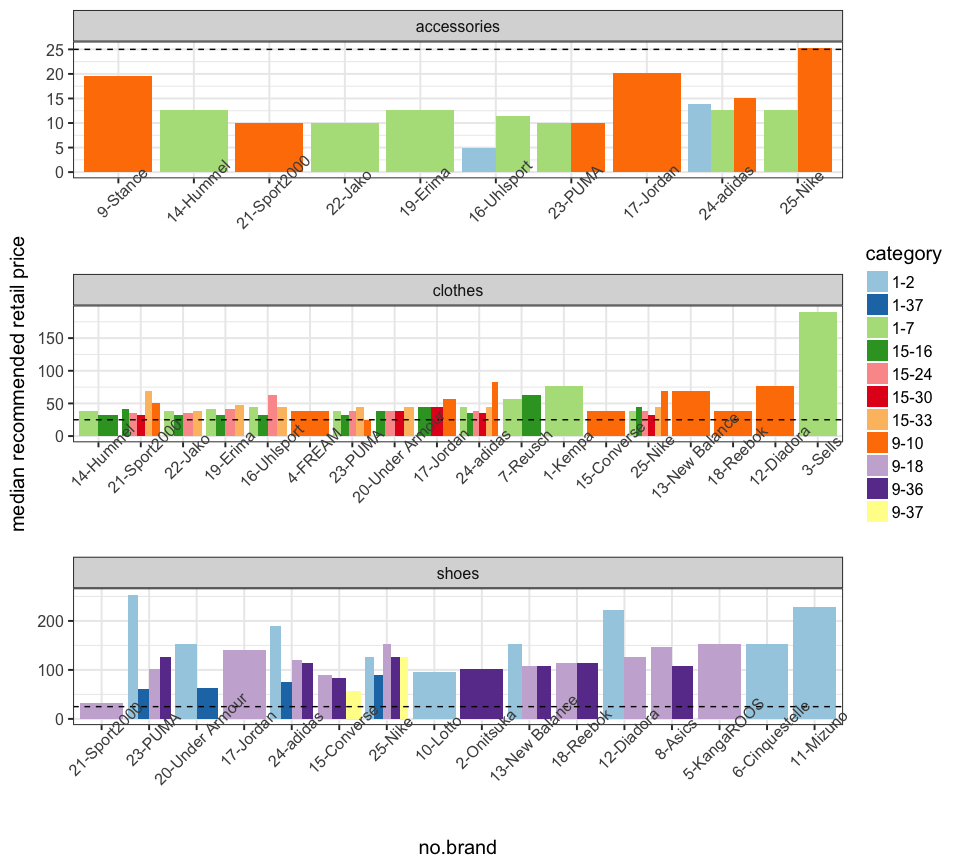 accessories
25
20
15
10
5
0
9-Stance
14-Hummel
21-Sport2000
22-Jako
19-Erima
16-Uhlsport
23-PUMA
17-Jordan
24-adidas
25-Nike
median recommended retail price
clothes
150
100
50
0
14-Hummel
21-Sport2000
22-Jako
19-Erima
16-Uhlsport
4-FREAM
23-PUMA
20-Under Armour
17-Jordan
24-adidas
7-Reusch
1-Kempa
15-Converse
25-Nike
13-New Balance
18-Reebok
12-Diadora
3-Sells
category
1-2
1-37
1-7
15-16
15-24
15-30
15-33
9-10
9-18
9-36
9-37
shoes
200
100
0
21-Sport2000
23-PUMA
20-Under Armour
17-Jordan
24-adidas
15-Converse
25-Nike
10-Lotto
2-Onitsuka
13-New Balance
18-Reebok
12-Diadora
8-Asics
5-KangaROOS
6-Cinquestelle
11-Mizuno
no.brand